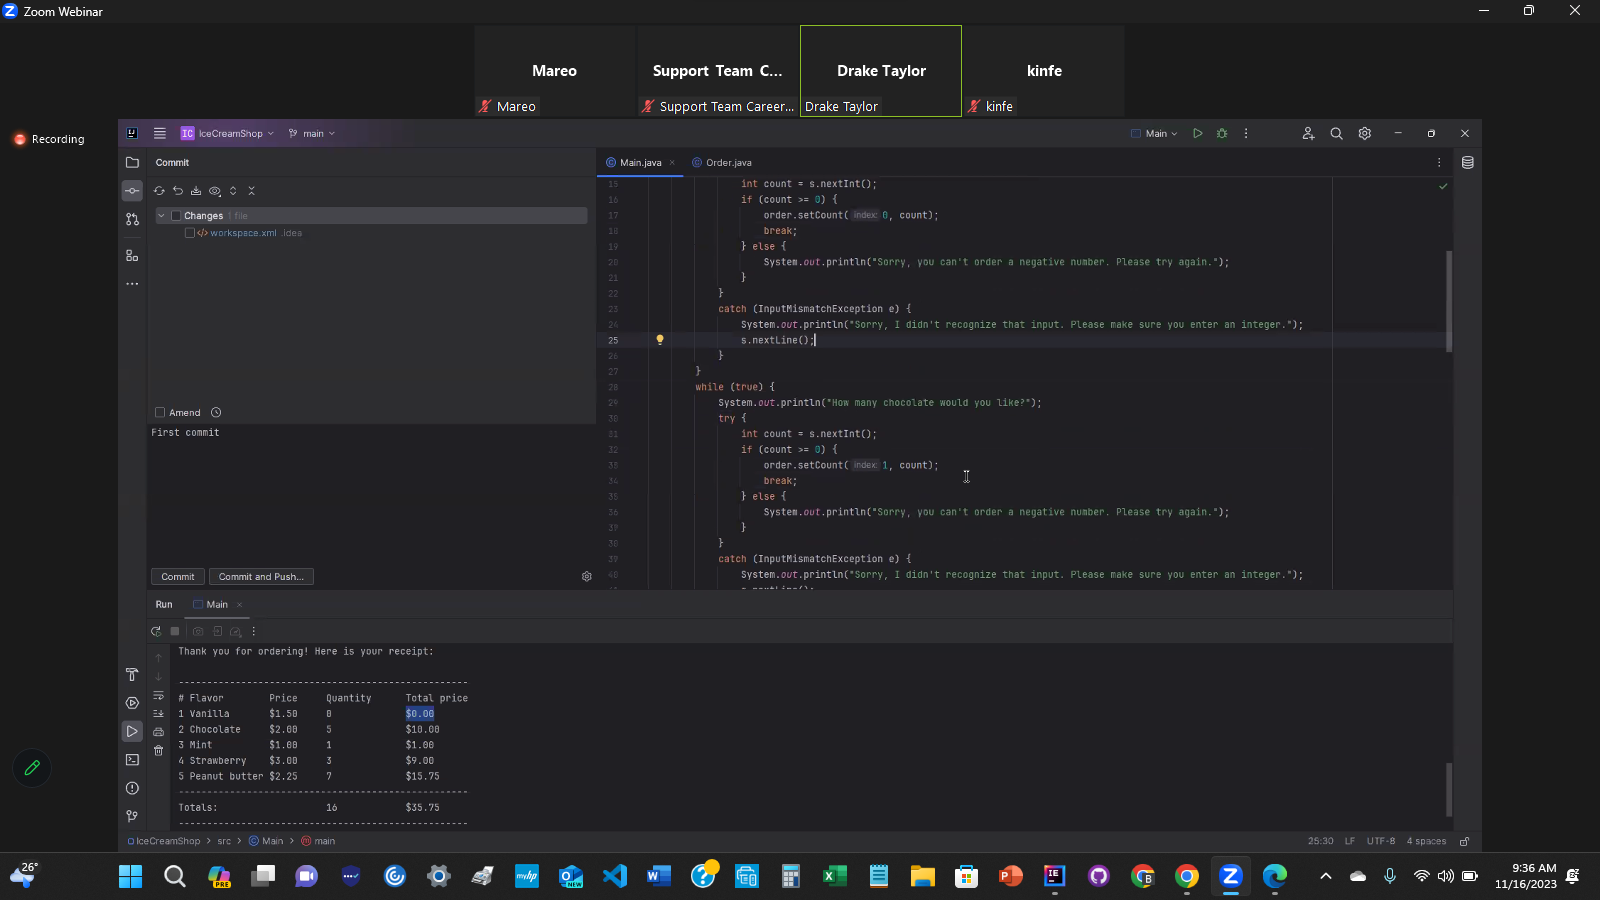 Zoom Webinar
Mareo
Support Team C...
Drake Taylor
kinfe
Mareo
Support Team Career...
Drake Taylor
kinfe
Recording
IJ
IC IceCreamShop
main
Main
Commit
Main.java
Order.java
Changes 1 file
workspace.xml .idea
Amend
First commit
Commit
Commit and Push...
15 int count = s.nextInt();
16 if (count >= 0) {
17 order.setCount( index: 0, count);
18 break;
19 } else {
20 System.out.println("Sorry, you can't order a negative number. Please try again.");
21 }
22 }
23 catch (InputMismatchException e) {
24 System.out.println("Sorry, I didn't recognize that input. Please make sure you enter an integer.");
25 s.nextLine();
26 }
27 }
28 while (true) {
29 System.out.println("How many chocolate would you like?");
30 try {
31 int count = s.nextInt();
32 if (count >= 0) {
33 order.setCount( index: 1, count);
34 break;
35 } else {
36 System.out.println("Sorry, you can't order a negative number. Please try again.");
}
38 }
39 catch (InputMismatchException e) {
40 System.out.println("Sorry, I didn't recognize that input. Please make sure you enter an integer.");
Run
Main
Thank you for ordering! Here is your receipt:
---------------------------------------------------
# Flavor Price Quantity Total price
1 Vanilla $1.50 0 $0.00
2 Chocolate $2.00 5 $10.00
3 Mint $1.00 1 $1.00
4 Strawberry $3.00 3 $9.00
5 Peanut butter $2.25 7 $15.75
---------------------------------------------------
Totals: 16 $35.75
---------------------------------------------------
IceCreamShop > src > Main > main
25:30 LF UTF-8 4 spaces
26°
PRE
NEW
9:36 AM
11/16/2023